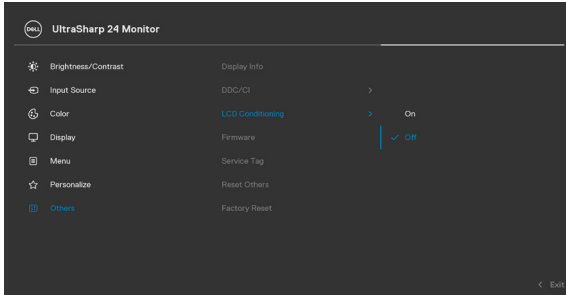 DELL
UltraSharp 24 Monitor
Brightness/Contrast
Display Info
Input Source
DDC/CI
Color
LCD Conditioning
On
Display
Firmware
Off
Menu
Service Tag
Personalize
Reset Others
Others
Factory Reset
Exit